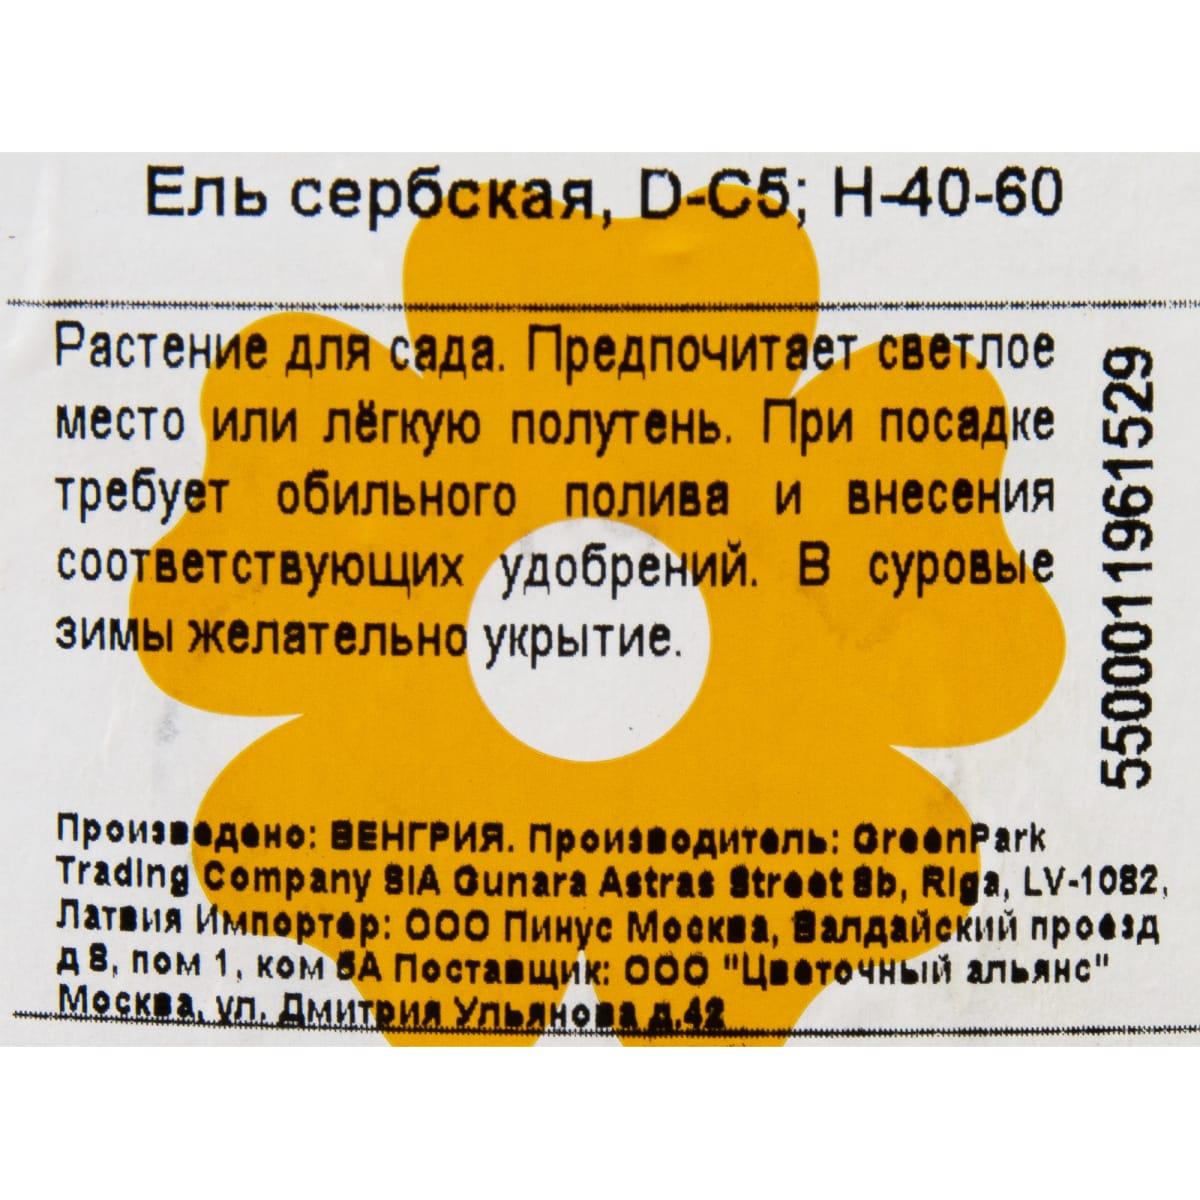 Ель сербская, D-C5; H-40-60
Растение для сада. Предпочитает светлое
место или лёгкую полутень. При посадке
требует обильного полива и внесения
соответствующих удобрений. В суровые
зимы желательно укрытие.
5500011961529
Произведено: ВЕНГРИЯ. Производитель: GreenPark
Trading Company SIA Gunara Astras Street 8b, Riga, LV-1082,
Латвия Импортер: ООО Пинус Москва, Валдайский проезд
д 8, пом 1, ком 6А Поставщик: ООО "Цветочный альянс"
Москва, ул. Дмитрия Ульянова д.42